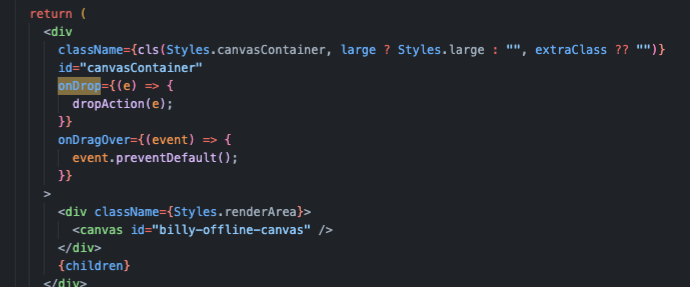 return (
<div
className={cls(Styles.canvasContainer, large ? Styles.large : "", extraClass ?? "")}
id="canvasContainer"
onDrop={(e) => {
dropAction(e);
}}
onDragOver={(event) => {
event.preventDefault();
}}
>
<div className={Styles.renderArea}>
<canvas id="billy-offline-canvas" />
</div>
{children}
</div>